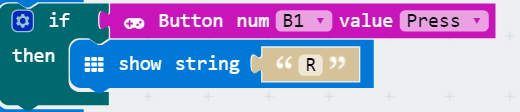 if Button num B1 value Press
then show string “ R ”